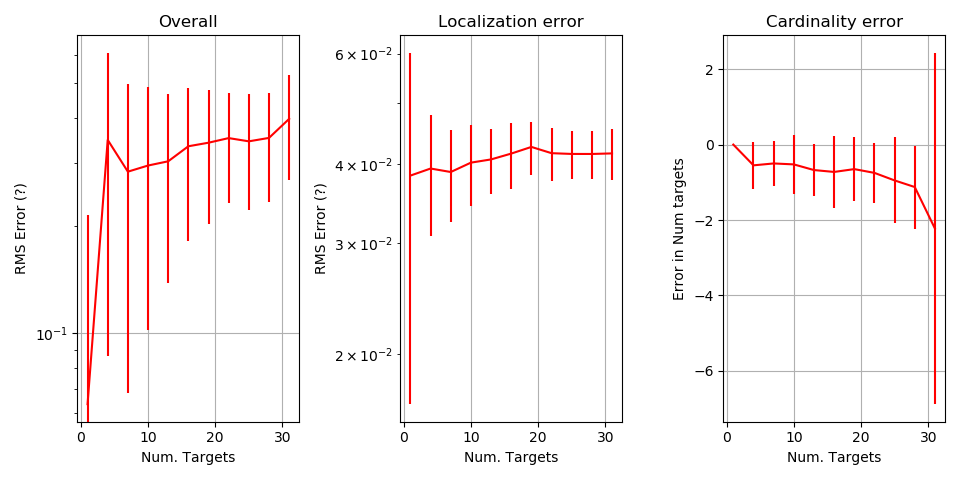 Overall
RMS Error (?)
10⁻¹
0 10 20 30
Num. Targets
Localization error
RMS Error (?)
6 × 10⁻²
4 × 10⁻²
3 × 10⁻²
2 × 10⁻²
0 10 20 30
Num. Targets
Cardinality error
Error in Num targets
2
0
−2
−4
−6
0 10 20 30
Num. Targets